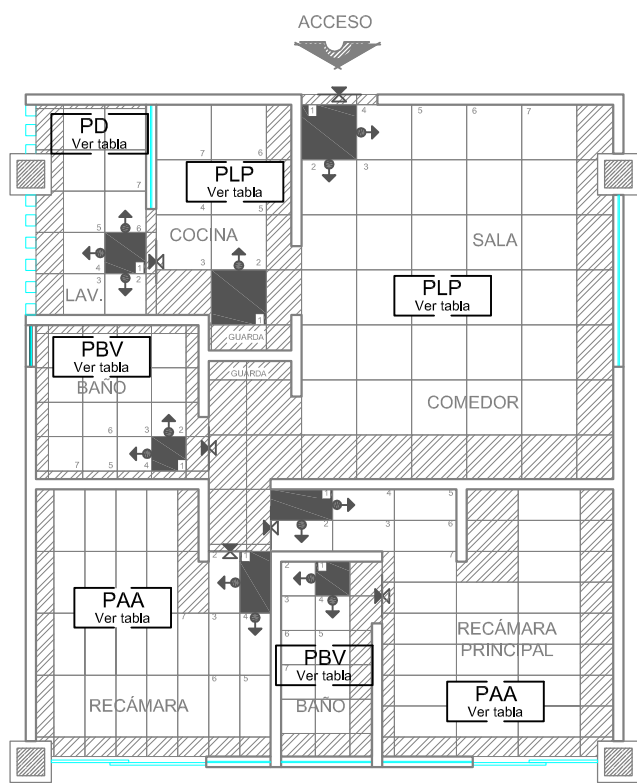 ACCESO
PD
Ver tabla
PLP
Ver tabla
COCINA
SALA
LAV.
PLP
Ver tabla
GUARDA
PBV
Ver tabla
BAÑO
GUARDA
COMEDOR
PAA
Ver tabla
RECÁMARA
PRINCIPAL
PBV
Ver tabla
RECÁMARA
BAÑO
PAA
Ver tabla